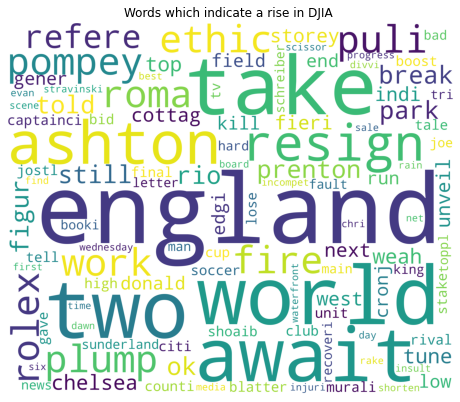 Words which indicate a rise in DJIA
refere ethic storey puli scissor progress bad
pompey top field end schreiber tv divvi boost
evan stravinski best roma break indi
scene gener told take park tri
captainci bid cottag kill fieri tale
ashton hard resign joe
jostl final sale
still rio board rain
letter prenton run unveil
figur booki edgi lose fault
find incompet chri net
england
tell wednesday man cup next weah cronj king stake toppl
work soccer fire main
first high donald west
rolex two world waterfront unit recoveri day rival
gave time dawn shoaib club tune
sunderland citi await
plump ok
six news chelsea counti media blatter injuri rake murali insult shorten low